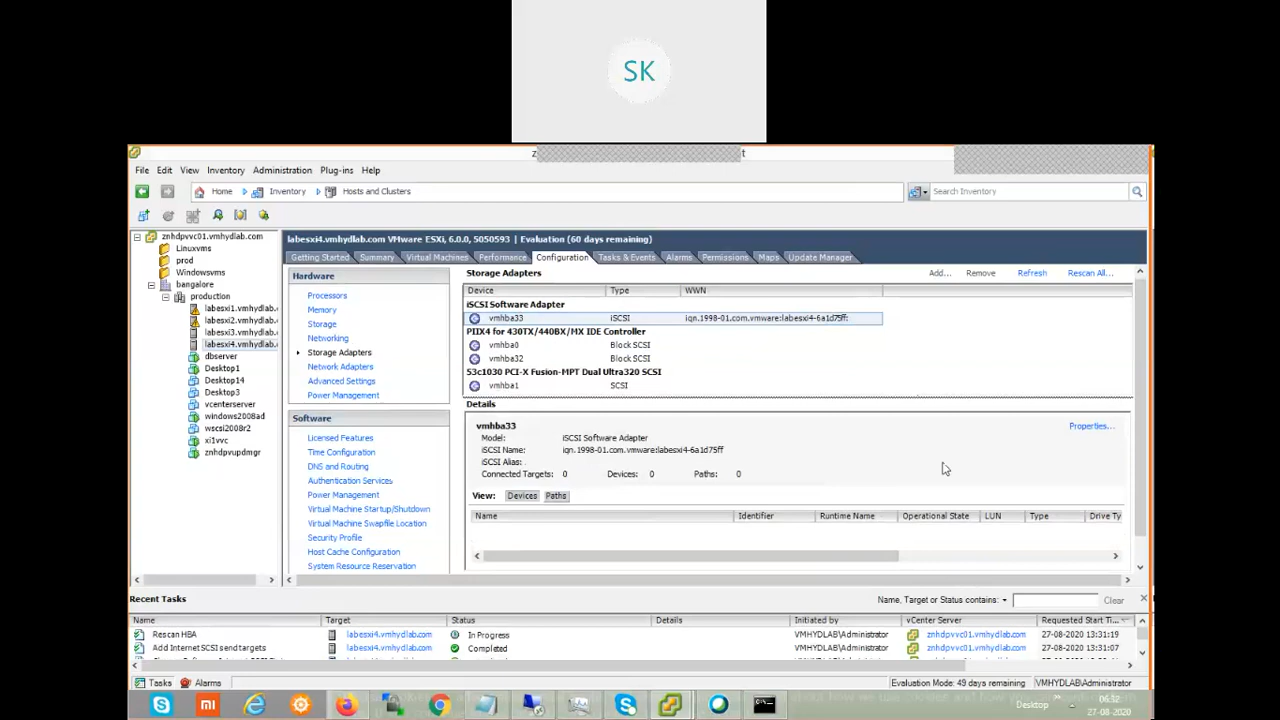 SK
z t
File Edit View Inventory Administration Plug-ins Help
Home Inventory Hosts and Clusters Search Inventory
znhdpvvc01.vmhydlab.com
Linuxvms
prod
Windowsvms
bangalore
production
labesxi1.vmhydlab.
labesxi2.vmhydlab.
labesxi3.vmhydlab.
labesxi4.vmhydlab.
dbserver
Desktop1
Desktop14
Desktop3
vcenterserver
windows2008ad
wscsi2008r2
xi1vvc
znhdpvupdmgr
labesxi4.vmhydlab.com VMware ESXi, 6.0.0, 5050593 | Evaluation (60 days remaining)
Getting Started Summary Virtual Machines Performance Configuration Tasks & Events Alarms Permissions Maps Update Manager
Hardware
Processors
Memory
Storage
Networking
Storage Adapters
Network Adapters
Advanced Settings
Power Management
Software
Licensed Features
Time Configuration
DNS and Routing
Authentication Services
Power Management
Virtual Machine Startup/Shutdown
Virtual Machine Swapfile Location
Security Profile
Host Cache Configuration
System Resource Reservation
Storage Adapters Add... Remove Refresh Rescan All...
Device Type WWN
iSCSI Software Adapter
vmhba33 iSCSI iqn.1998-01.com.vmware:labesxi4-6a1d75ff:
PIIX4 for 430TX/440BX/MX IDE Controller
vmhba0 Block SCSI
vmhba32 Block SCSI
53c1030 PCI-X Fusion-MPT Dual Ultra320 SCSI
vmhba1 SCSI
Details
vmhba33 Properties...
Model: iSCSI Software Adapter
iSCSI Name: iqn.1998-01.com.vmware:labesxi4-6a1d75ff
iSCSI Alias:
Connected Targets: 0 Devices: 0 Paths: 0
View: Devices Paths
Name Identifier Runtime Name Operational State LUN Type Drive Ty
Recent Tasks Name, Target or Status contains: Clear
Name Target Status Details Initiated by vCenter Server Requested Start Ti...
Rescan HBA labesxi4.vmhydlab.com In Progress VMHYDLAB\Administrator znhdpvvc01.vmhydlab.com 27-08-2020 13:31:19
Add Internet SCSI send targets labesxi4.vmhydlab.com Completed VMHYDLAB\Administrator znhdpvvc01.vmhydlab.com 27-08-2020 13:31:07
Tasks Alarms Evaluation Mode: 49 days remaining VMHYDLAB\Administrator
Desktop 06:32
27-08-2020